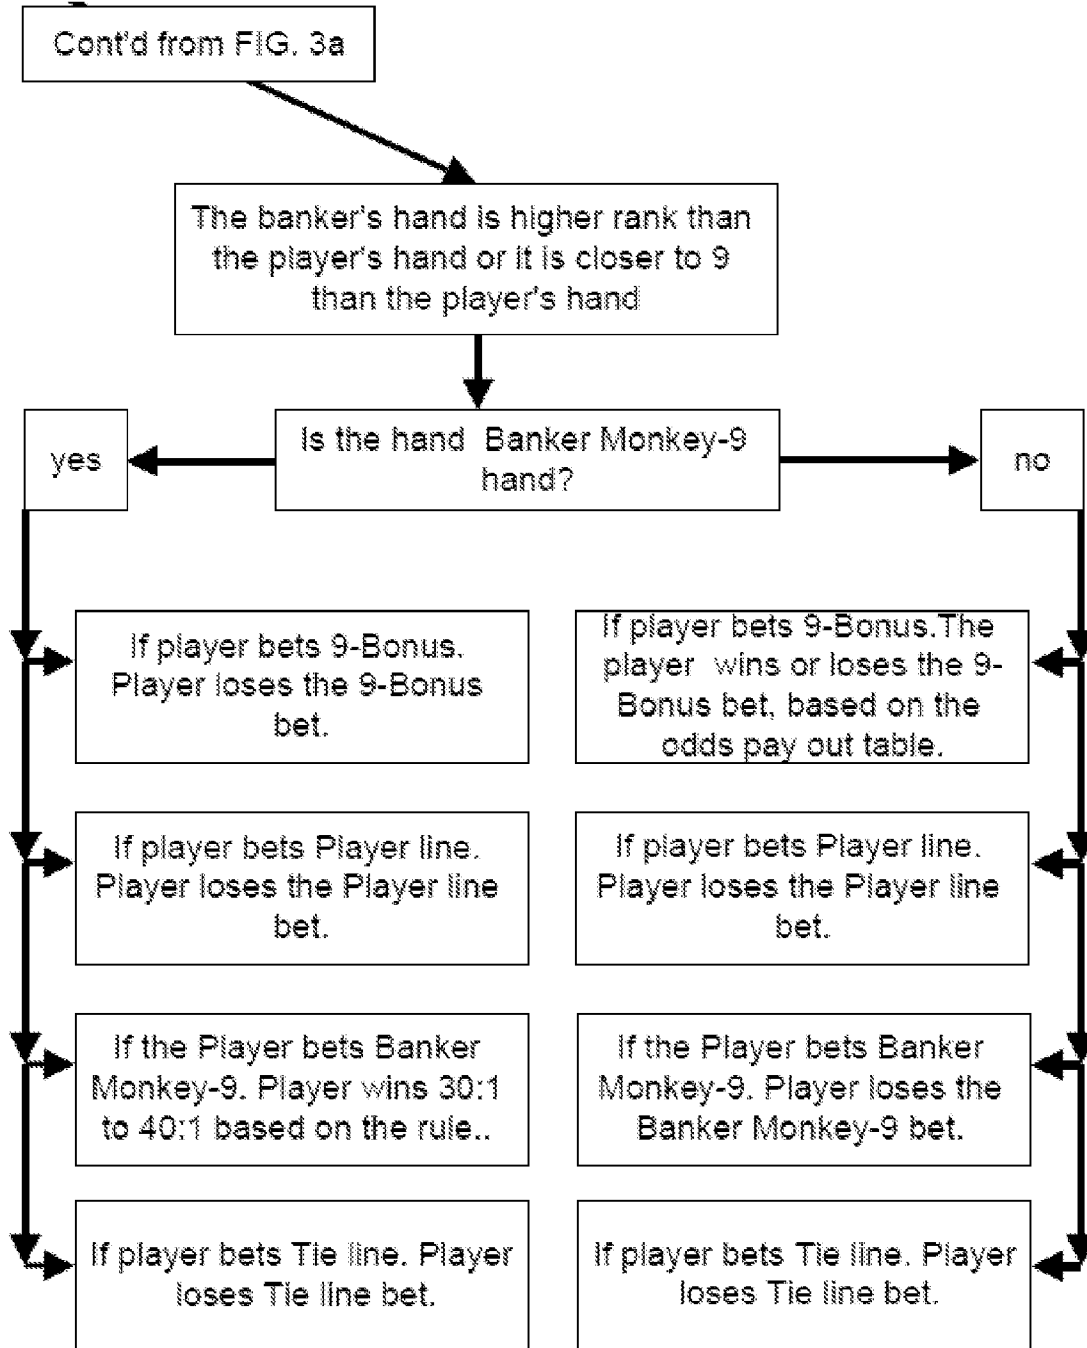 Cont'd from FIG. 3a
The banker's hand is higher rank than
the player's hand or it is closer to 9
than the player's hand
yes
Is the hand  Banker Monkey-9
hand?
no
If player bets 9-Bonus.
Player loses the 9-Bonus
bet.
If player bets 9-Bonus.The
player  wins or loses the 9-
Bonus bet, based on the
odds pay out table.
If player bets Player line.
Player loses the Player line
bet.
If player bets Player line.
Player loses the Player line
bet.
If the Player bets Banker
Monkey-9. Player wins 30:1
to 40:1 based on the rule..
If the Player bets Banker
Monkey-9. Player loses the
Banker Monkey-9 bet.
If player bets Tie line. Player
loses Tie line bet.
If player bets Tie line. Player
loses Tie line bet.